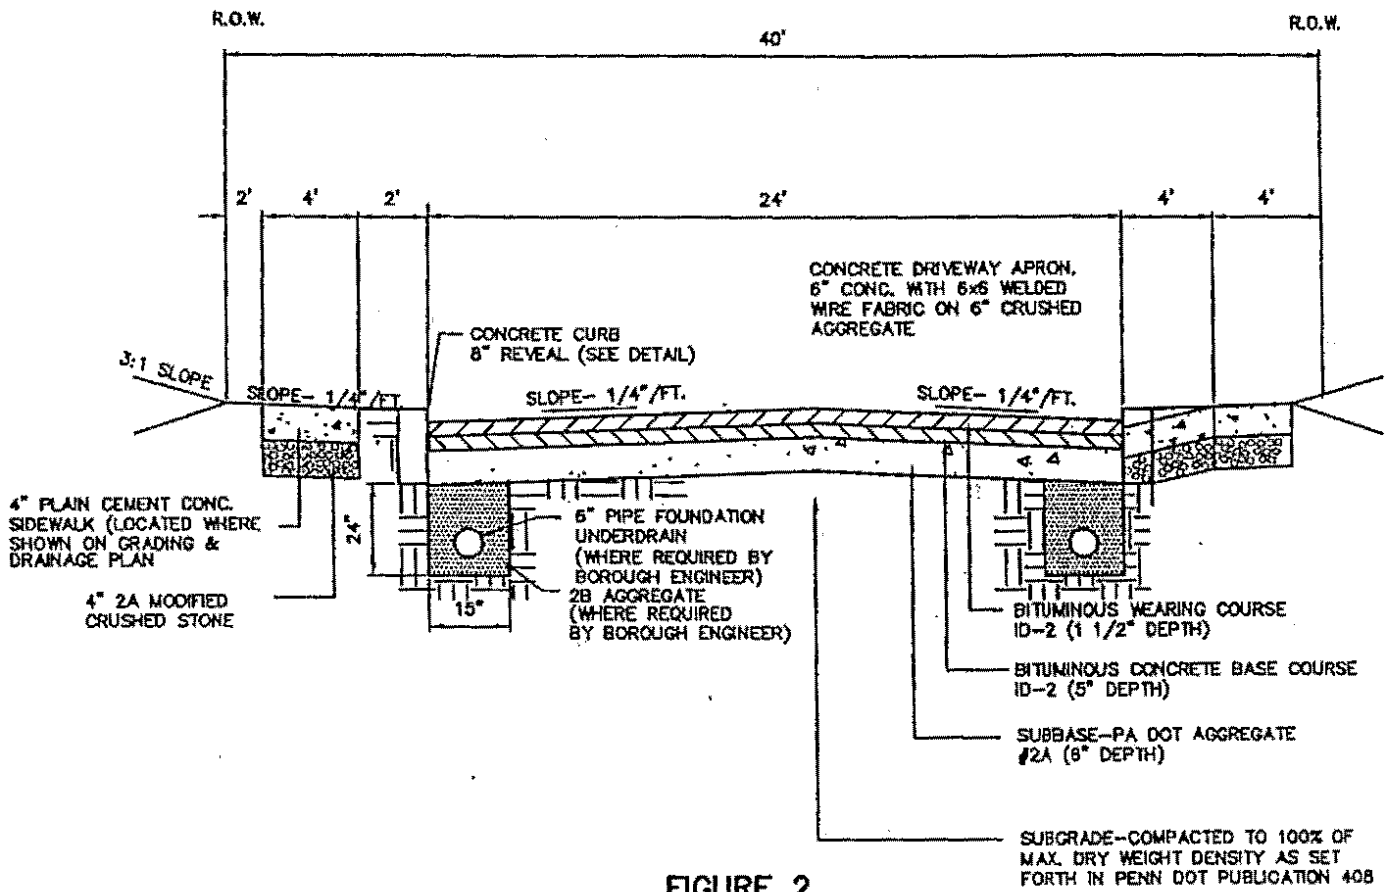 R.O.W.
R.O.W.
40'
2'
4'
2'
24'
4'
4'
CONCRETE DRIVEWAY APRON,
6" CONC. WITH 6x6 WELDED
WIRE FABRIC ON 6" CRUSHED
AGGREGATE
CONCRETE CURB
8" REVEAL (SEE DETAIL)
3:1 SLOPE
SLOPE- 1/4"/FT.
SLOPE- 1/4"/FT.
SLOPE- 1/4"/FT.
4" PLAIN CEMENT CONC.
SIDEWALK (LOCATED WHERE
SHOWN ON GRADING &
DRAINAGE PLAN
24"
6" PIPE FOUNDATION
UNDERDRAIN
(WHERE REQUIRED BY
BOROUGH ENGINEER)
2B AGGREGATE
(WHERE REQUIRED
BY BOROUGH ENGINEER)
4" 2A MODIFIED
CRUSHED STONE
15"
BITUMINOUS WEARING COURSE
ID-2 (1 1/2" DEPTH)
BITUMINOUS CONCRETE BASE COURSE
ID-2 (5" DEPTH)
SUBBASE-PA DOT AGGREGATE
#2A (8" DEPTH)
SUBGRADE-COMPACTED TO 100% OF
MAX. DRY WEIGHT DENSITY AS SET
FORTH IN PENN DOT PUBLICATION 408
FIGURE 2